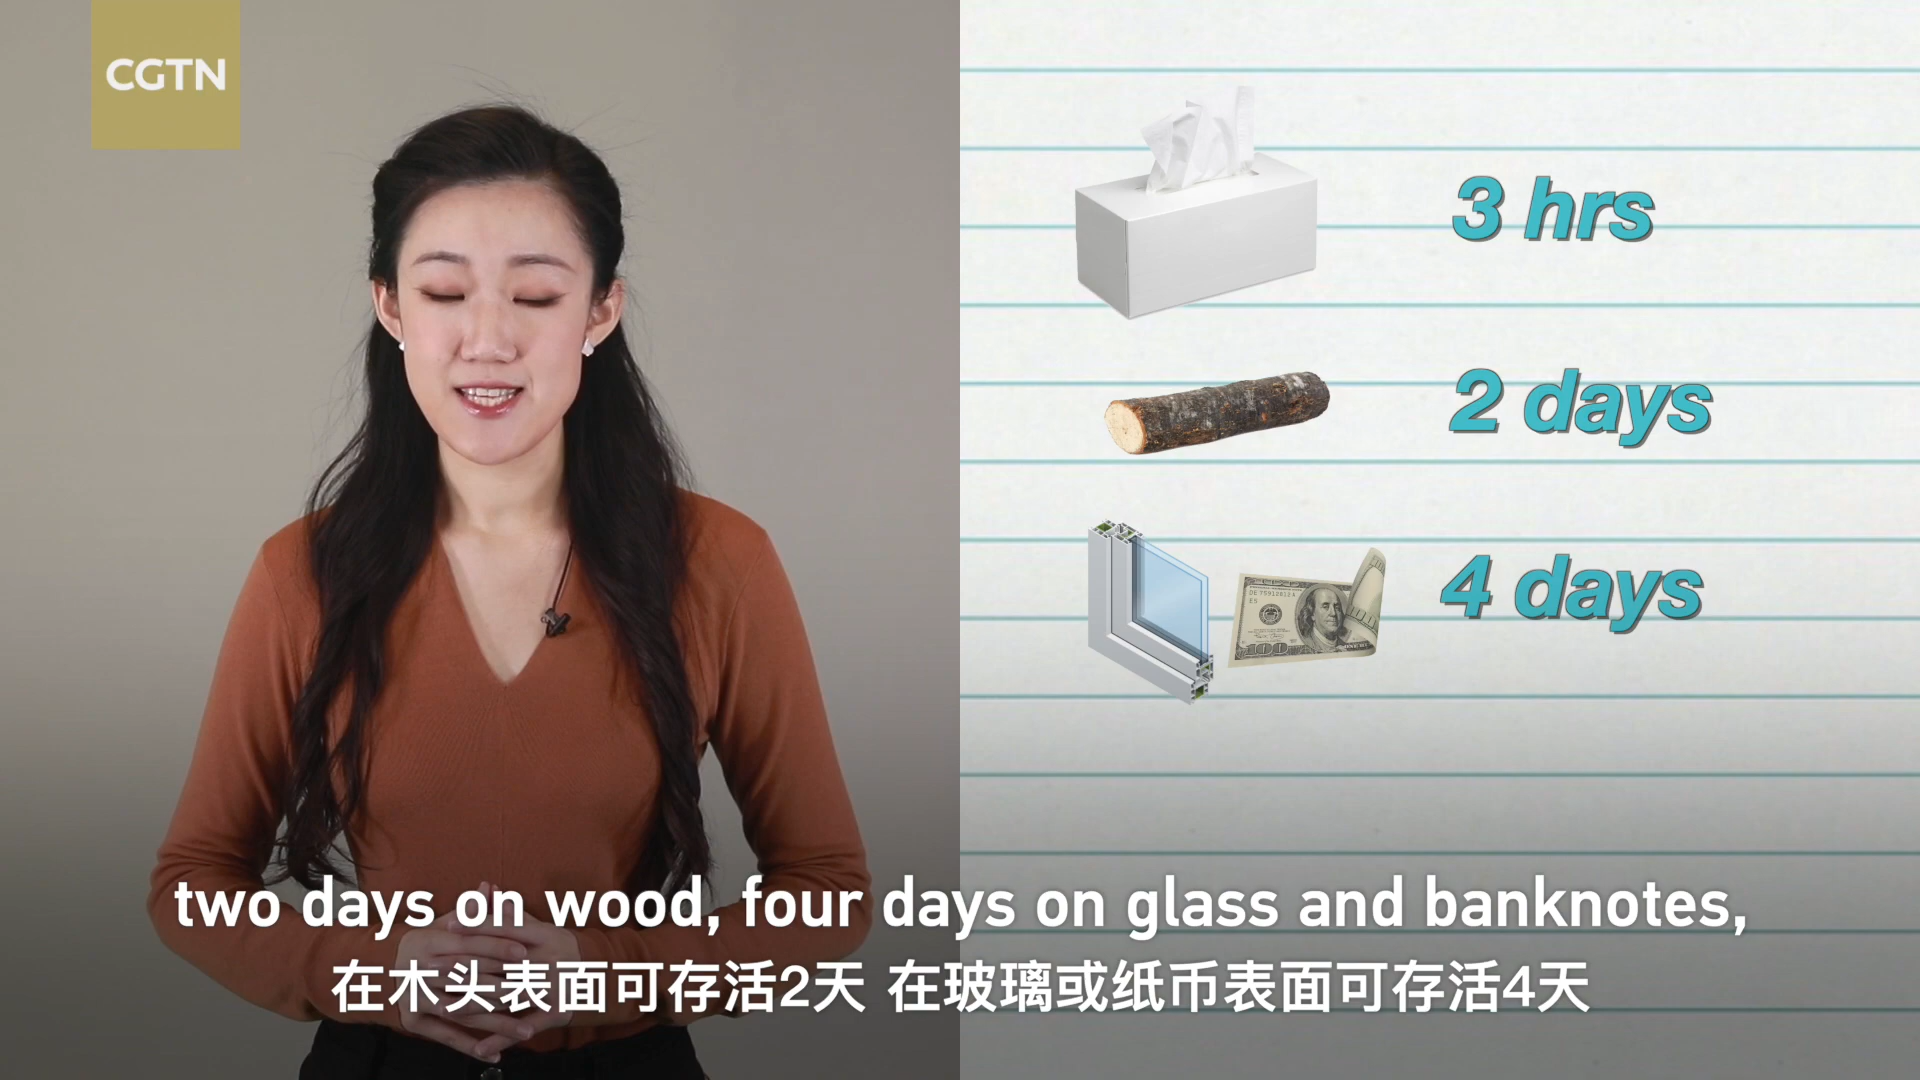 CGTN
3 hrs
2 days
4 days
100
two days on wood, four days on glass and banknotes,
在木头表面可存活2天 在玻璃或纸币表面可存活4天